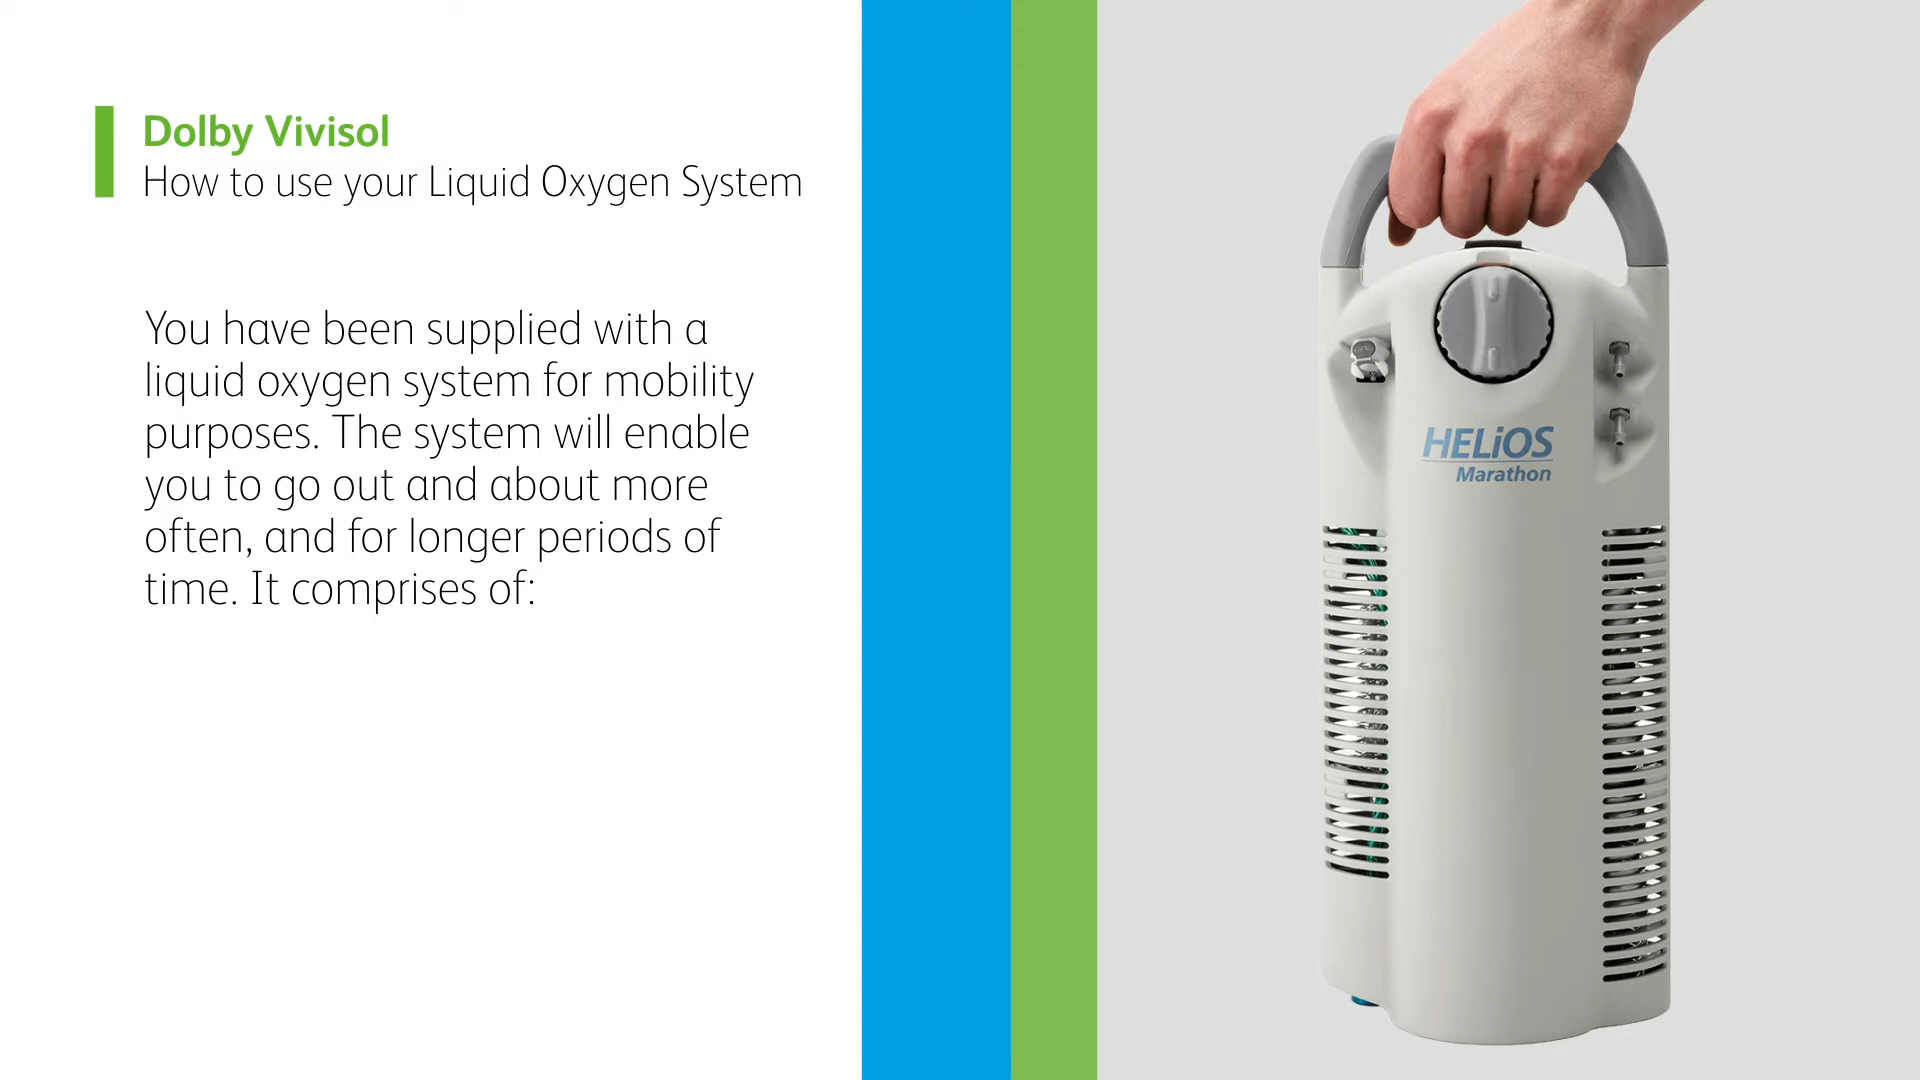 Dolby Vivisol
How to use your Liquid Oxygen System
You have been supplied with a
liquid oxygen system for mobility
purposes. The system will enable
you to go out and about more
often, and for longer periods of
time. It comprises of:
HELiOS
Marathon